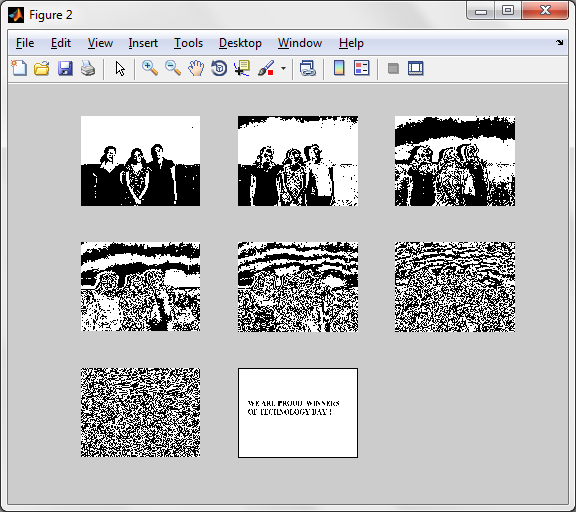 Figure 2
File Edit View Insert Tools Desktop Window Help
WE ARE PROUD WINNERS
OF TECHNOLOGY DAY !